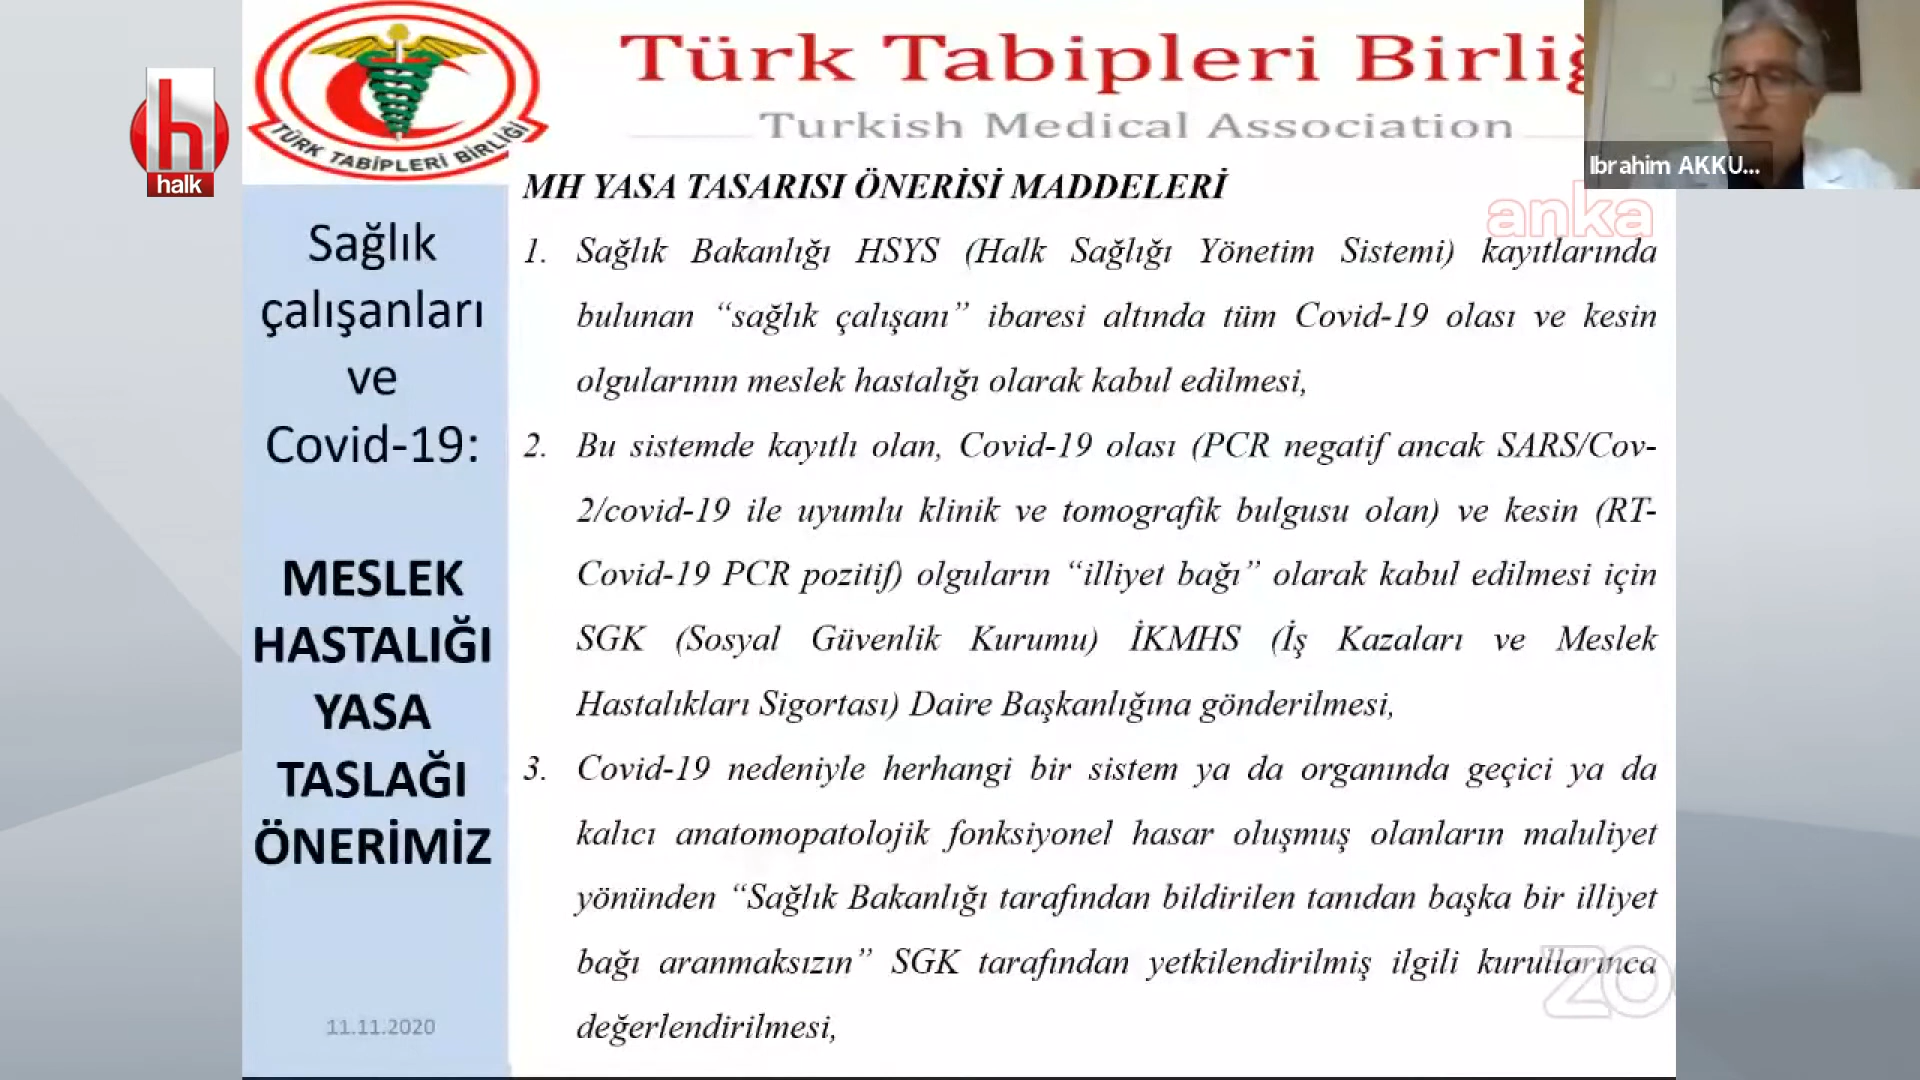 TÜRK TABİPLERİ BİRLİĞİ
Türk Tabipleri
Turkish Medical Association
h
halk
Ibrahim AKKU...
anka
MH YASA TASARISI ÖNERİSİ MADDELERİ
Sağlık
çalışanları
ve
Covid-19:
MESLEK
HASTALIĞI
YASA
TASLAĞI
ÖNERİMİZ
11.11.2020
1. Sağlık Bakanlığı HSYS (Halk Sağlığı Yönetim Sistemi) kayıtlarında
bulunan “sağlık çalışanı” ibaresi altında tüm Covid-19 olası ve kesin
olgularının meslek hastalığı olarak kabul edilmesi,
2. Bu sistemde kayıtlı olan, Covid-19 olası (PCR negatif ancak SARS/Cov-
2/covid-19 ile uyumlu klinik ve tomografik bulgusu olan) ve kesin (RT-
Covid-19 PCR pozitif) olguların “illiyet bağı” olarak kabul edilmesi için
SGK (Sosyal Güvenlik Kurumu) İKMHS (İş Kazaları ve Meslek
Hastalıkları Sigortası) Daire Başkanlığına gönderilmesi,
3. Covid-19 nedeniyle herhangi bir sistem ya da organında geçici ya da
kalıcı anatomopatolojik fonksiyonel hasar oluşmuş olanların maluliyet
yönünden “Sağlık Bakanlığı tarafından bildirilen tanıdan başka bir illiyet
bağı aranmaksızın” SGK tarafından yetkilendirilmiş ilgili kurullarınca
değerlendirilmesi,